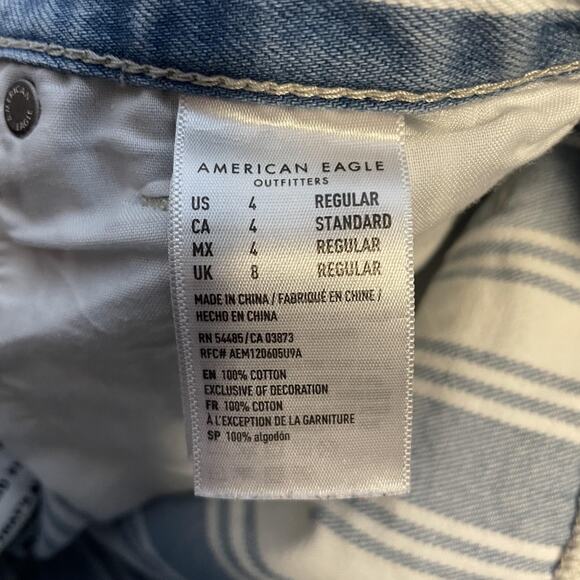 AMERICAN EAGLE
OUTFITTERS
US 4 REGULAR
CA 4 STANDARD
MX 4 REGULAR
UK 8 REGULAR
MADE IN CHINA / FABRIQUÉ EN CHINE /
HECHO EN CHINA
RN 54485/CA 03873
RFC# AEM120605U9A
EN 100% COTTON
EXCLUSIVE OF DECORATION
FR 100% COTON
À L'EXCEPTION DE LA GARNITURE
SP 100% algodón
AMERICAN
EAGLE